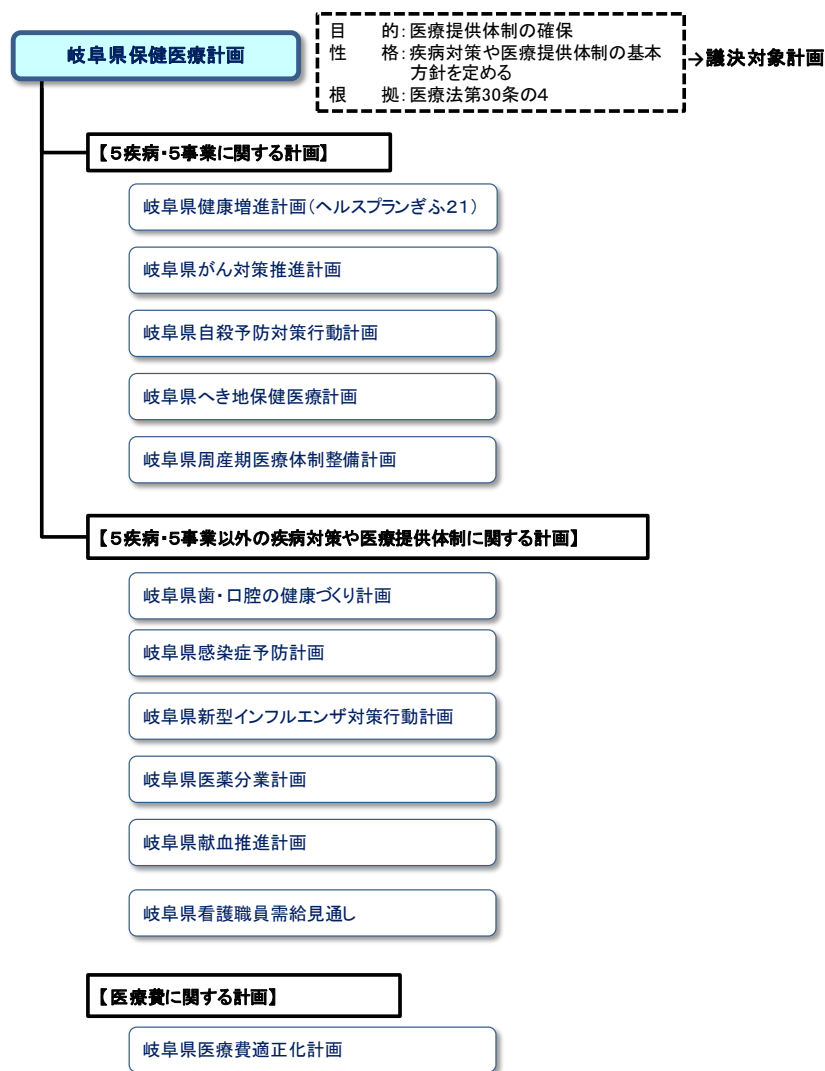 岐阜県保健医療計画
目　　的：医療提供体制の確保
性　　格：疾病対策や医療提供体制の基本
方針を定める
根　　拠：医療法第30条の4
→議決対象計画
【5疾病・5事業に関する計画】
岐阜県健康増進計画（ヘルスプランぎふ21）
岐阜県がん対策推進計画
岐阜県自殺予防対策行動計画
岐阜県へき地保健医療計画
岐阜県周産期医療体制整備計画
【5疾病・5事業以外の疾病対策や医療提供体制に関する計画】
岐阜県歯・口腔の健康づくり計画
岐阜県感染症予防計画
岐阜県新型インフルエンザ対策行動計画
岐阜県医薬分業計画
岐阜県献血推進計画
岐阜県看護職員需給見通し
【医療費に関する計画】
岐阜県医療費適正化計画